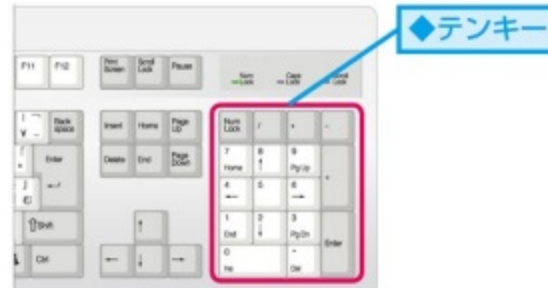 ◆テンキー
F11 F12 Print Screen Scroll Lock Pause
Num Lock Caps Lock Scroll Lock
Back space Insert Home Page Up Num Lock / * -
Enter Delete End Page Down 7 Home 8 ↑ 9 PgUp +
4 ← 5 6 →
⇧Shift ↑ 1 End 2 ↓ 3 PgDn Enter
Ctrl ← ↓ → 0 Ins . Del